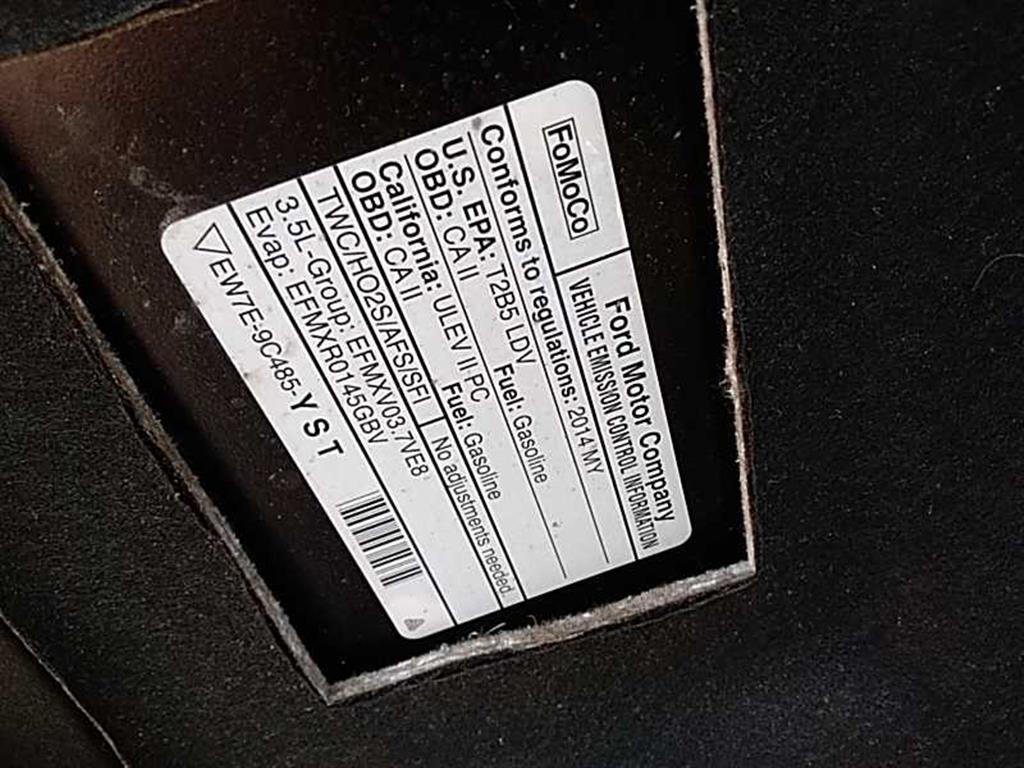 FoMoCo
Ford Motor Company
VEHICLE EMISSION CONTROL INFORMATION
Conforms to regulations: 2014 MY
U.S. EPA: T2B5 LDV Fuel: Gasoline
OBD: CA II
California: ULEV II PC Fuel: Gasoline
OBD: CA II
TWC/HO2S/AFS/SFI No adjustments needed.
3.5L-Group: EFMXV03.7VE8
Evap: EFMXR0145GBV
EW7E-9C485-YST